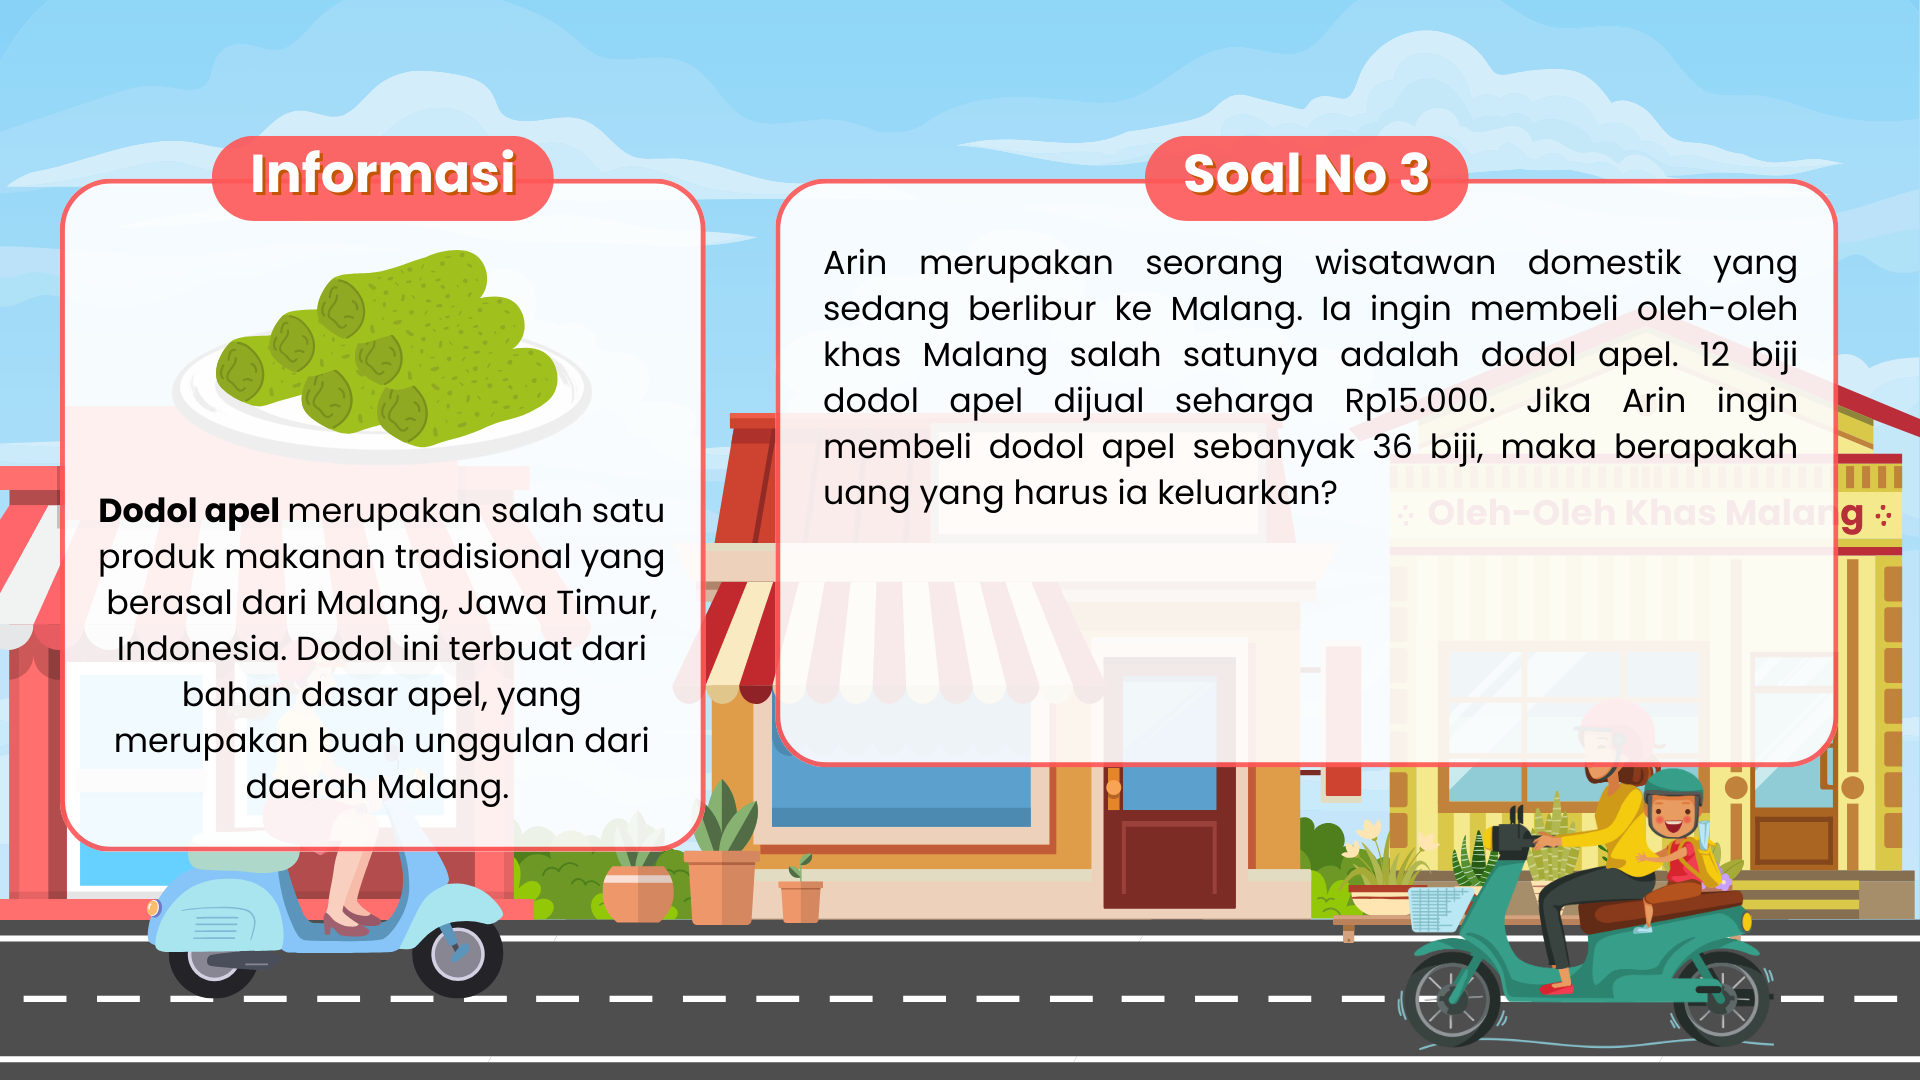 Informasi
Dodol apel merupakan salah satu
produk makanan tradisional yang
berasal dari Malang, Jawa Timur,
Indonesia. Dodol ini terbuat dari
bahan dasar apel, yang
merupakan buah unggulan dari
daerah Malang.
Soal No 3
Arin merupakan seorang wisatawan domestik yang
sedang berlibur ke Malang. Ia ingin membeli oleh-oleh
khas Malang salah satunya adalah dodol apel. 12 biji
dodol apel dijual seharga Rp15.000. Jika Arin ingin
membeli dodol apel sebanyak 36 biji, maka berapakah
uang yang harus ia keluarkan?
Oleh-Oleh Khas Malang